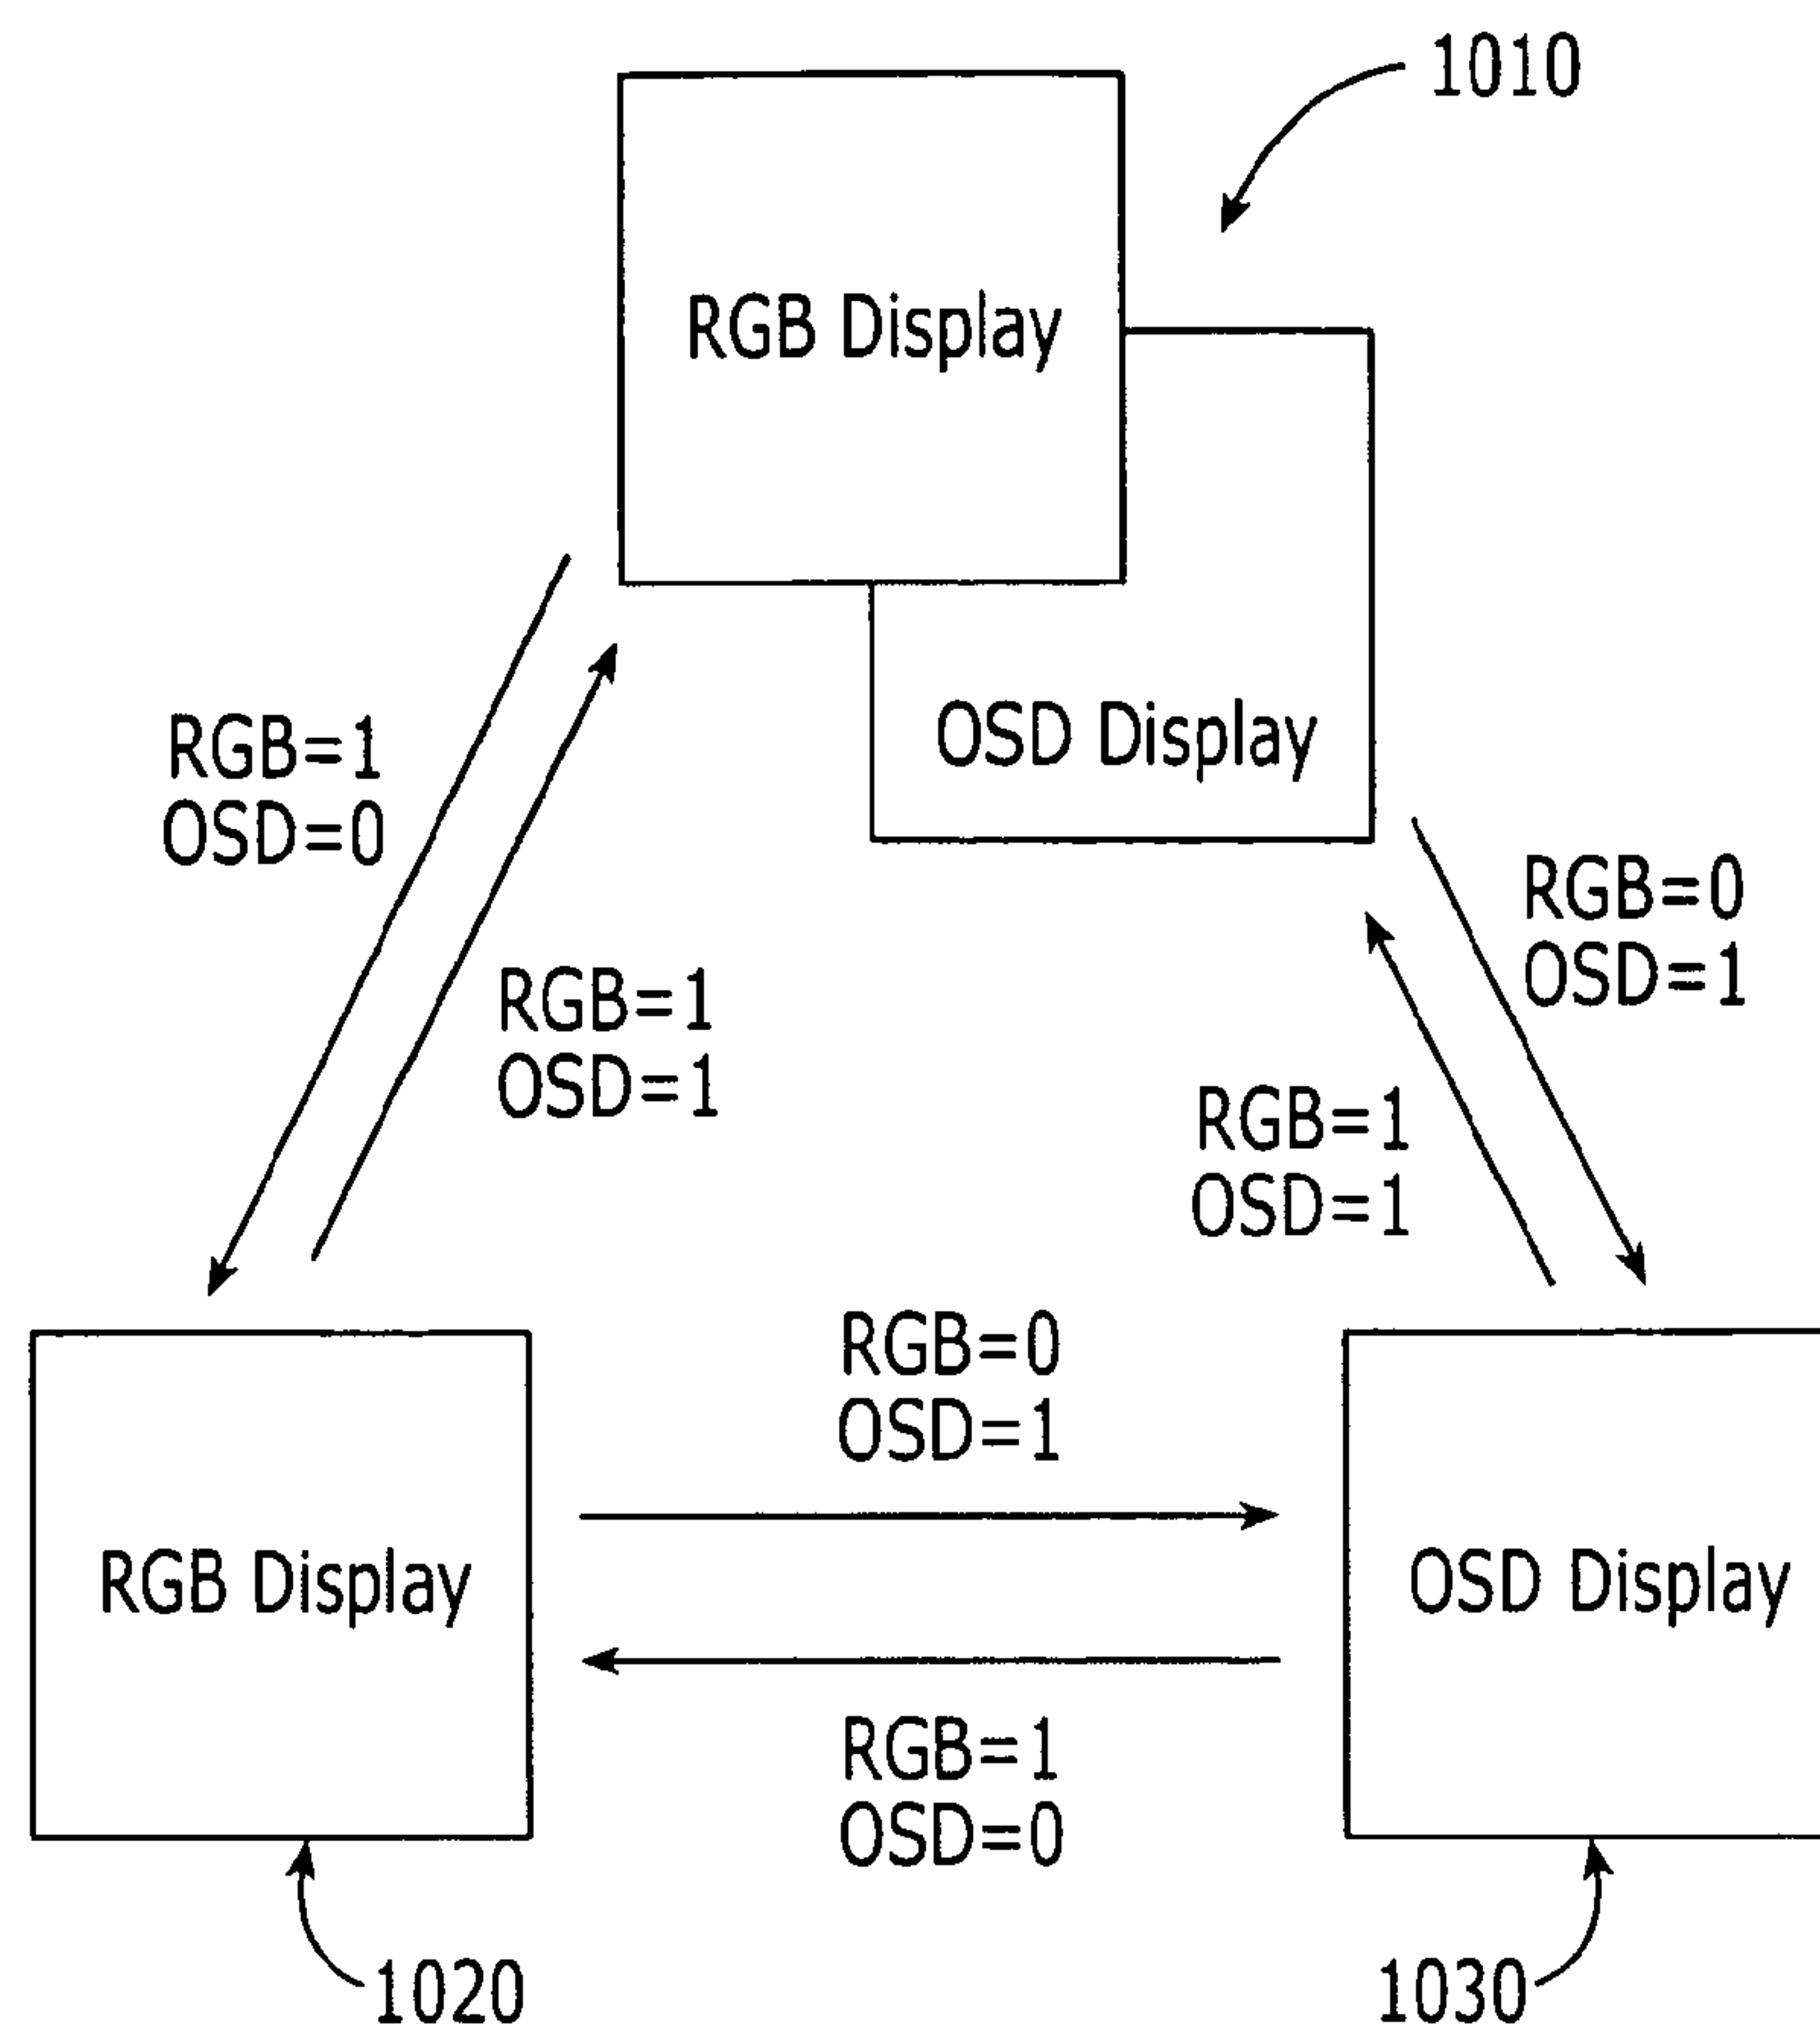 1010
RGB Display
OSD Display
RGB=1
OSD=0
RGB=0
OSD=1
RGB=1
OSD=1
RGB=1
OSD=1
RGB=0
OSD=1
RGB Display
OSD Display
RGB=1
OSD=0
1020
1030